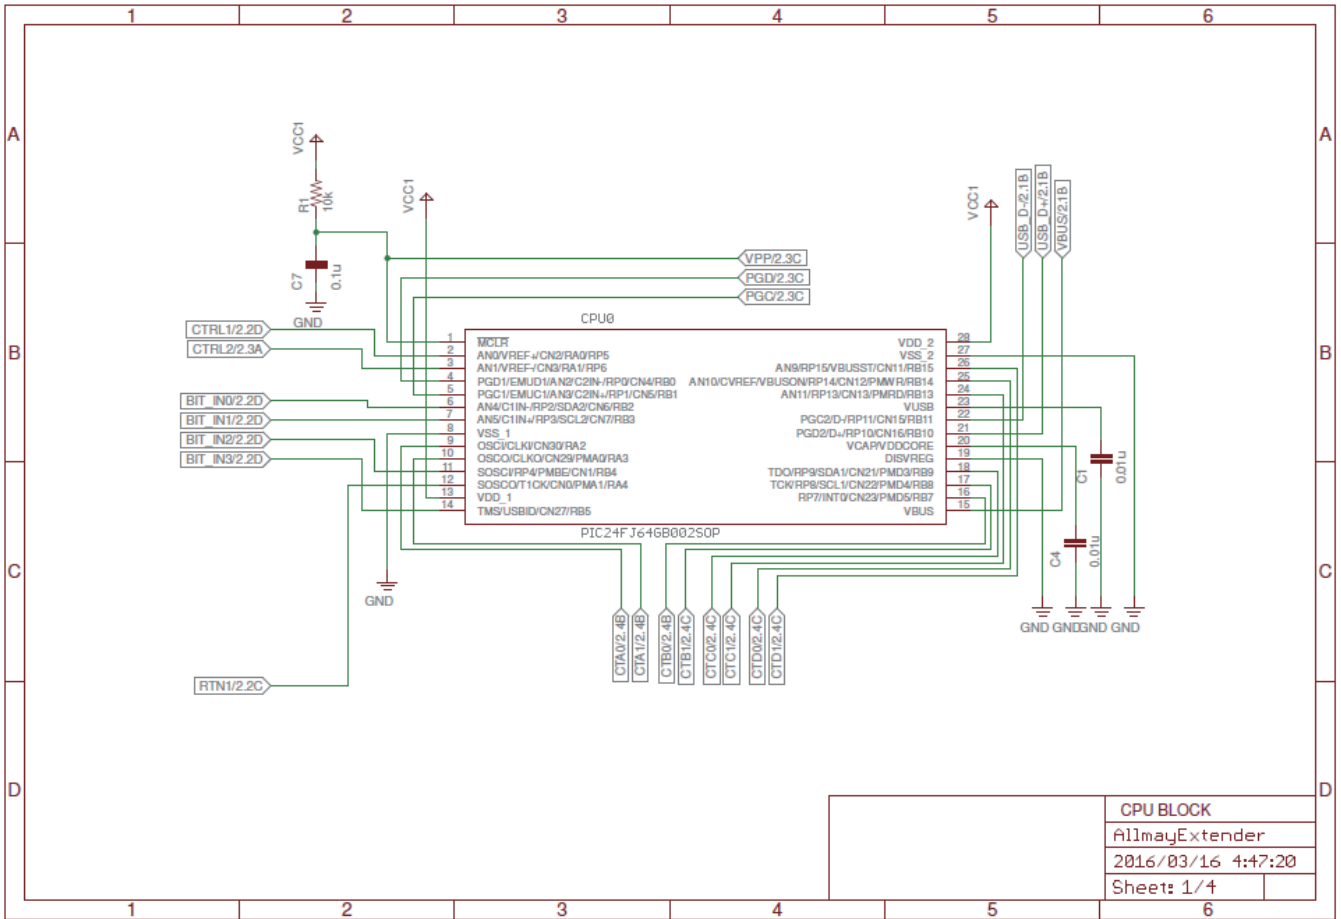 1 2 3 4 5 6
A A
VCC1
R1
10k
VCC1
VCC1
USB_D-/2.1B
USB_D+/2.1B
VBUS/2.1B
C7
0.1u
GND
VPP/2.3C
PGD/2.3C
PGC/2.3C
CPU0
CTRL1/2.2D
CTRL2/2.3A
B B
BIT_IN0/2.2D
BIT_IN1/2.2D
BIT_IN2/2.2D
BIT_IN3/2.2D
1 MCLR VDD_2 28
2 AN0/VREF+/CN2/RA0/RP5 VSS_2 27
3 AN1/VREF-/CN3/RA1/RP6 AN9/RP15/VBUSST/CN11/RB15 26
4 PGD1/EMUD1/AN2/C2IN-/RP0/CN4/RB0 AN10/CVREF/VBUSON/RP14/CN12/PMWR/RB14 25
5 PGC1/EMUC1/AN3/C2IN+/RP1/CN5/RB1 AN11/RP13/CN13/PMRD/RB13 24
6 AN4/C1IN-/RP2/SDA2/CN6/RB2 VUSB 23
7 AN5/C1IN+/RP3/SCL2/CN7/RB3 PGC2/D-/RP11/CN15/RB11 22
8 VSS_1 PGD2/D+/RP10/CN16/RB10 21
9 OSCI/CLKI/CN30/RA2 VCAP/VDDCORE 20
10 OSCO/CLKO/CN29/PMA0/RA3 DISVREG 19
11 SOSCI/RP4/PMBE/CN1/RB4 TDO/RP9/SDA1/CN21/PMD3/RB9 18
12 SOSCO/T1CK/CN0/PMA1/RA4 TCK/RP8/SCL1/CN22/PMD4/RB8 17
13 VDD_1 RP7/INT0/CN23/PMD5/RB7 16
14 TMS/USBID/CN27/RB5 VBUS 15
PIC24FJ64GB002SOP
C1
0.01u
C4
0.01u
C C
GND
GND GND GND GND
CTA0/2.4B
CTA1/2.4B
CTB0/2.4B
CTB1/2.4C
CTC0/2.4C
CTC1/2.4C
CTD0/2.4C
CTD1/2.4C
RTN1/2.2C
D D
CPU BLOCK
AllmayExtender
2016/03/16 4:47:20
Sheet: 1/4
1 2 3 4 5 6